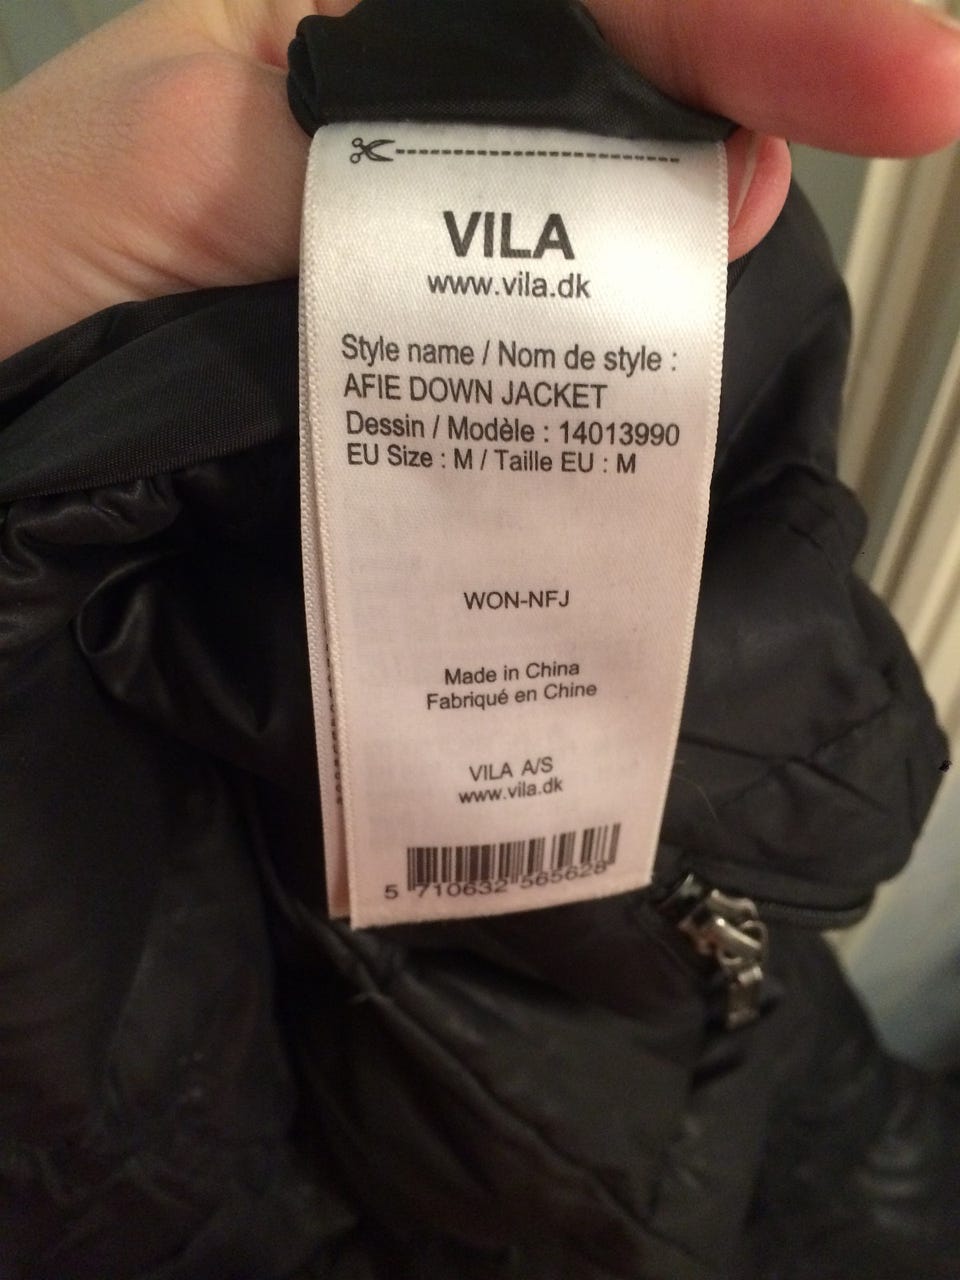 VILA
www.vila.dk
Style name / Nom de style :
AFIE DOWN JACKET
Dessin / Modèle : 14013990
EU Size : M / Taille EU : M
WON-NFJ
Made in China
Fabriqué en Chine
VILA A/S
www.vila.dk
5 710632 565628